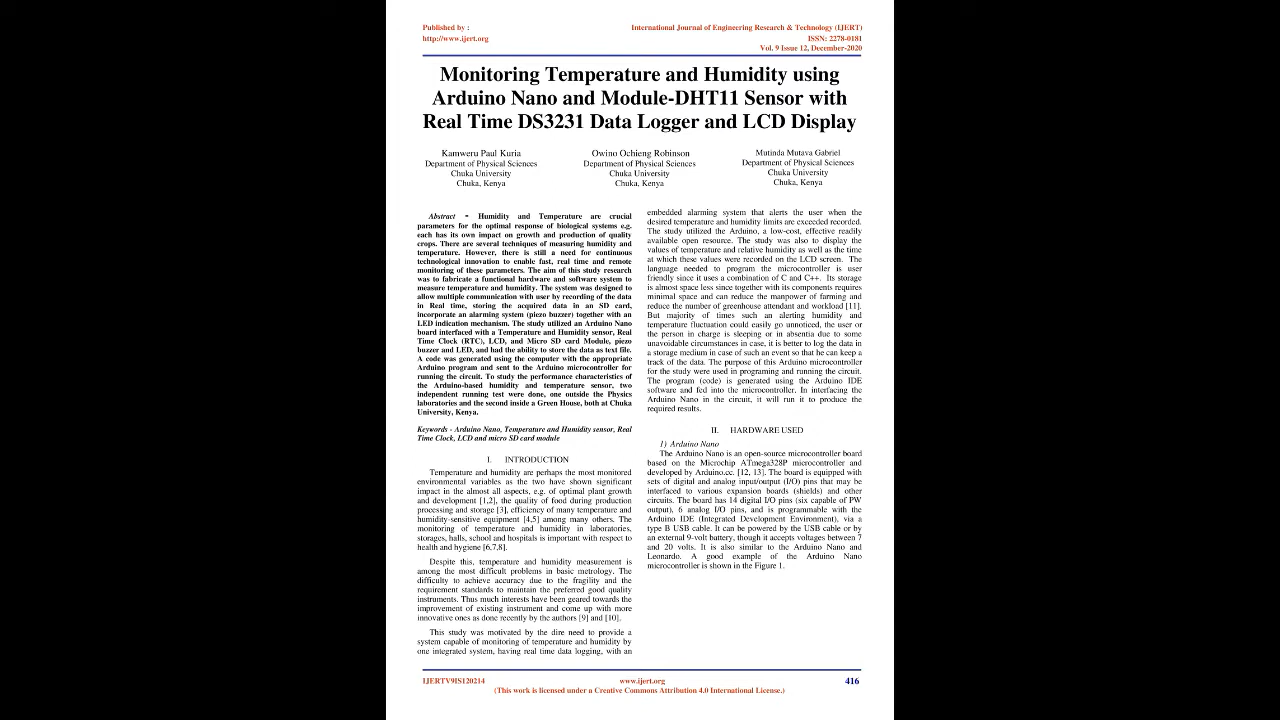 Published by :
http://www.ijert.org
International Journal of Engineering Research & Technology (IJERT)
ISSN: 2278-0181
Vol. 9 Issue 12, December-2020
Monitoring Temperature and Humidity using
Arduino Nano and Module-DHT11 Sensor with
Real Time DS3231 Data Logger and LCD Display
Kamweru Paul Kuria
Department of Physical Sciences
Chuka University
Chuka, Kenya
Owino Ochieng Robinson
Department of Physical Sciences
Chuka University
Chuka, Kenya
Mutinda Mutava Gabriel
Department of Physical Sciences
Chuka University
Chuka, Kenya
Abstract - Humidity and Temperature are crucial
parameters for the optimal response of biological systems e.g.
each has its own impact on growth and production of quality
crops. There are several techniques of measuring humidity and
temperature. However, there is still a need for continuous
technological innovation to enable fast, real time and remote
monitoring of these parameters. The aim of this study research
was to fabricate a functional hardware and software system to
measure temperature and humidity. The system was designed to
allow multiple communication with user by recording of the data
in Real time, storing the acquired data in an SD card,
incorporate an alarming system (piezo buzzer) together with an
LED indication mechanism. The study utilized an Arduino Nano
board interfaced with a Temperature and Humidity sensor, Real
Time Clock (RTC), LCD, and Micro SD card Module, piezo
buzzer and LED, and had the ability to store the data as text file.
A code was generated using the computer with the appropriate
Arduino program and sent to the Arduino microcontroller for
running the circuit. To study the performance characteristics of
the Arduino-based humidity and temperature sensor, two
independent running test were done, one outside the Physics
laboratories and the second inside a Green House, both at Chuka
University, Kenya.
Keywords - Arduino Nano, Temperature and Humidity sensor, Real
Time Clock, LCD and micro SD card module
I. INTRODUCTION
Temperature and humidity are perhaps the most monitored
environmental variables as the two have shown significant
impact in the almost all aspects, e.g. of optimal plant growth
and development [1,2], the quality of food during production
processing and storage [3], efficiency of many temperature and
humidity-sensitive equipment [4,5] among many others. The
monitoring of temperature and humidity in laboratories,
storages, halls, school and hospitals is important with respect to
health and hygiene [6,7,8].
Despite this, temperature and humidity measurement is
among the most difficult problems in basic metrology. The
difficulty to achieve accuracy due to the fragility and the
requirement standards to maintain the preferred good quality
instruments. Thus much interests have been geared towards the
improvement of existing instrument and come up with more
innovative ones as done recently by the authors [9] and [10].
This study was motivated by the dire need to provide a
system capable of monitoring of temperature and humidity by
one integrated system, having real time data logging, with an
embedded alarming system that alerts the user when the
desired temperature and humidity limits are exceeded recorded.
The study utilized the Arduino, a low-cost, effective readily
available open resource. The study was also to display the
values of temperature and relative humidity as well as the time
at which these values were recorded on the LCD screen. The
language needed to program the microcontroller is user
friendly since it uses a combination of C and C++. Its storage
is almost space less since together with its components requires
minimal space and can reduce the manpower of farming and
reduce the number of greenhouse attendant and workload [11].
But majority of times such an alerting humidity and
temperature fluctuation could easily go unnoticed, the user or
the person in charge is sleeping or in absentia due to some
unavoidable circumstances in case, it is better to log the data in
a storage medium in case of such an event so that he can keep a
track of the data. The purpose of this Arduino microcontroller
for the study were used in programing and running the circuit.
The program (code) is generated using the Arduino IDE
software and fed into the microcontroller. In interfacing the
Arduino Nano in the circuit, it will run it to produce the
required results.
II. HARDWARE USED
1) Arduino Nano
The Arduino Nano is an open-source microcontroller board
based on the Microchip ATmega328P microcontroller and
developed by Arduino.cc. [12, 13]. The board is equipped with
sets of digital and analog input/output (I/O) pins that may be
interfaced to various expansion boards (shields) and other
circuits. The board has 14 digital I/O pins (six capable of PW
output), 6 analog I/O pins, and is programmable with the
Arduino IDE (Integrated Development Environment), via a
type B USB cable. It can be powered by the USB cable or by
an external 9-volt battery, though it accepts voltages between 7
and 20 volts. It is also similar to the Arduino Nano and
Leonardo. A good example of the Arduino Nano
microcontroller is shown in the Figure 1.
IJERTV9IS120214
www.ijert.org
416
(This work is licensed under a Creative Commons Attribution 4.0 International License.)